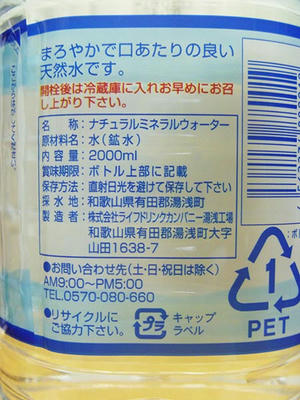 まろやかで口あたりの良い
天然水です。
開栓後は冷蔵庫に入れお早めにお召
し上がり下さい。
名称：ナチュラルミネラルウォーター
原材料名：水（鉱水）
内容量：2000ml
賞味期限：ボトル上部に記載
保存方法：直射日光を避けて保存して下さい
採水地：和歌山県有田郡湯浅町
製造者：株式会社ライフドリンクカンパニー湯浅工場
和歌山県有田郡湯浅町大字
山田1638-7
●お問い合わせ先（土・日・祝日は除く）
AM9:00〜PM5:00
TEL.0570-080-660
●リサイクルに
ご協力下さい。
プラ
キャップ
ラベル
1
PET